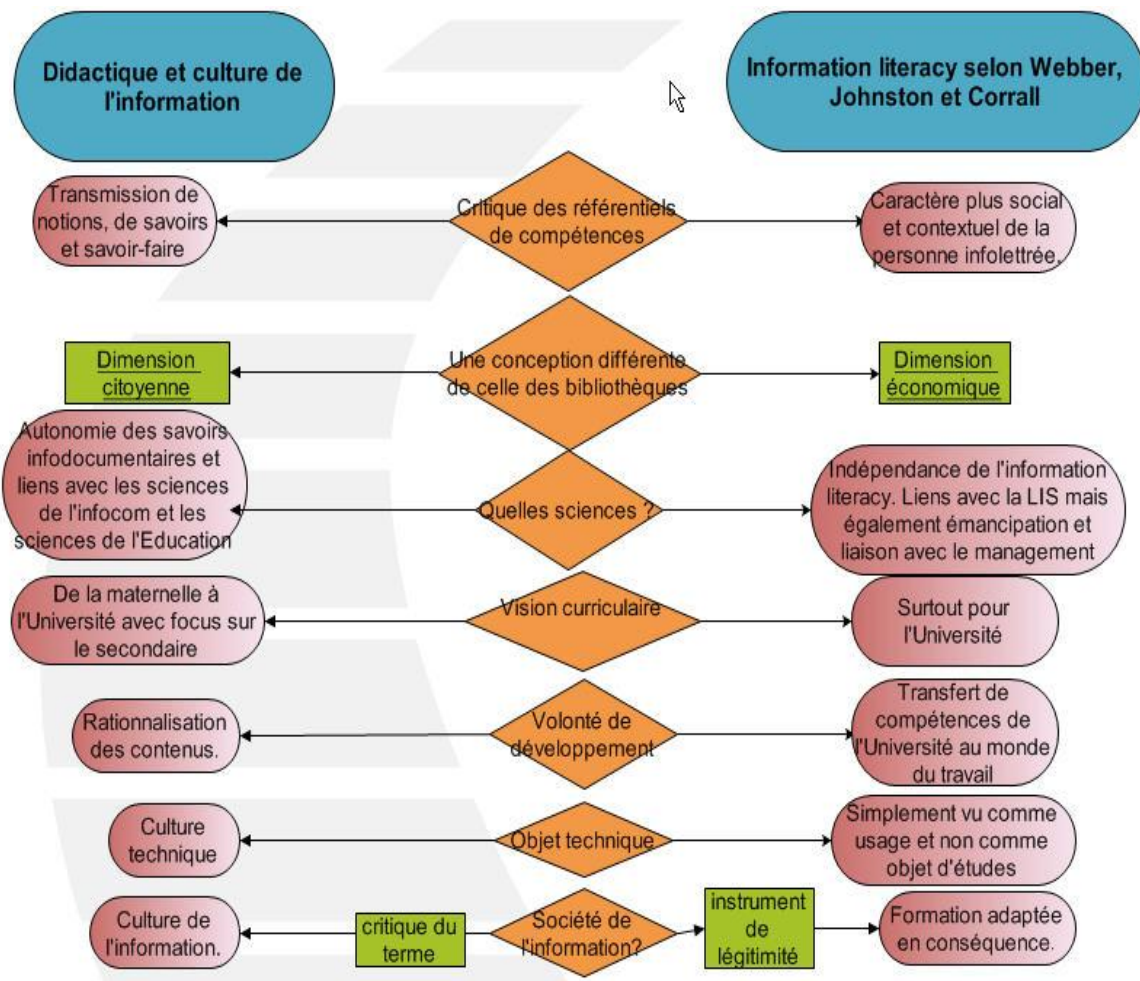 Didactique et culture de
l'information
Information literacy selon Webber,
Johnston et Corrall
Transmission de
notions, de savoirs
et savoir-faire
Critique des référentiels
de compétences
Caractère plus social
et contextuel de la
personne infolettrée.
Dimension
citoyenne
Une conception différente
de celle des bibliothèques
Dimension
économique
Autonomie des savoirs
infodocumentaires et
liens avec les sciences
de l'infocom et les
sciences de l'Education
Quelles sciences ?
Indépendance de l'information
literacy. Liens avec la LIS mais
également émancipation et
liaison avec le management
De la maternelle à
l'Université avec focus sur
le secondaire
Vision curriculaire
Surtout pour
l'Université
Rationnalisation
des contenus.
Volonté de
développement
Transfert de
compétences de
l'Université au monde
du travail
Culture
technique
Objet technique
Simplement vu comme
usage et non comme
objet d'études
Culture de
l'information.
critique du
terme
Société de
l'information?
instrument
de
légitimité
Formation adaptée
en conséquence.